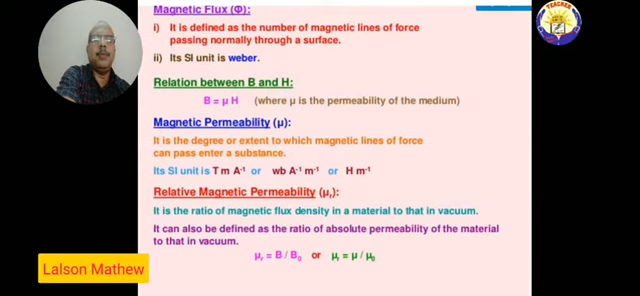 TEACHER
Magnetic Flux (Φ):
i) It is defined as the number of magnetic lines of force
passing normally through a surface.
ii) Its SI unit is weber.
Relation between B and H:
B = μ H (where μ is the permeability of the medium)
Magnetic Permeability (μ):
It is the degree or extent to which magnetic lines of force
can pass enter a substance.
Its SI unit is T m A⁻¹ or wb A⁻¹ m⁻¹ or H m⁻¹
Relative Magnetic Permeability (μᵣ):
It is the ratio of magnetic flux density in a material to that in vacuum.
It can also be defined as the ratio of absolute permeability of the material
to that in vacuum.
μᵣ = B / B₀ or μᵣ = μ / μ₀
Lalson Mathew